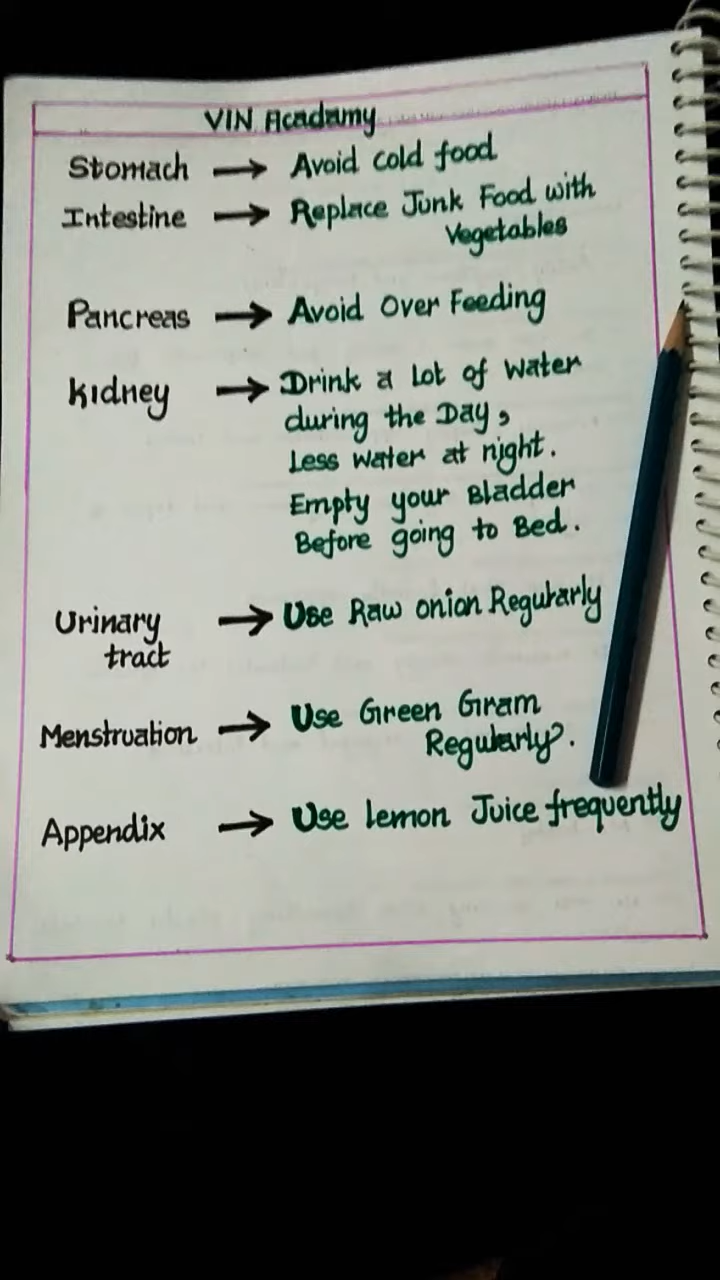 VIN Acadamy
Stomach → Avoid cold food
Intestine → Replace Junk Food with
Vegetables
Pancreas → Avoid Over Feeding
Kidney → Drink a Lot of Water
during the Day,
Less Water at night.
Empty your Bladder
Before going to Bed.
Urinary → Use Raw onion Regularly
tract
Menstruation → Use Green Gram
Regularly.
Appendix → Use lemon Juice frequently